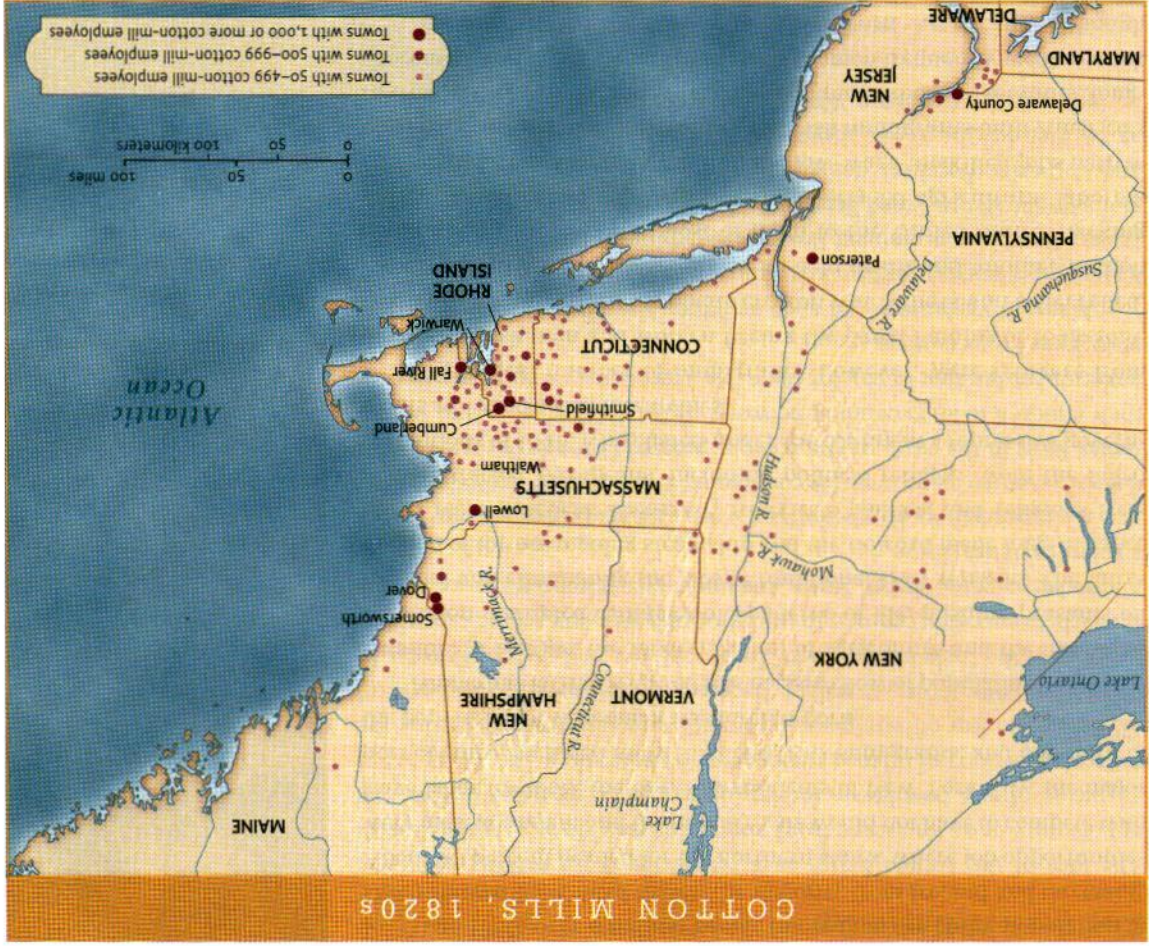 COTTON MILLS, 1820s
MAINE
Lake
Champlain
VERMONT
NEW
HAMPSHIRE
Connecticut R.
Merrimack R.
Lake Ontario
NEW YORK
Somersworth
Dover
Mohawk R.
Hudson R.
Lowell
MASSACHUSETTS
Waltham
Cumberland
Smithfield
Atlantic
Ocean
CONNECTICUT
Fall River
Warwick
RHODE
ISLAND
Susquehanna R.
Delaware R.
Paterson
PENNSYLVANIA
Delaware County
NEW
JERSEY
MARYLAND
DELAWARE
0 50 100 miles
0 50 100 kilometers
Towns with 50–499 cotton-mill employees
Towns with 500–999 cotton-mill employees
Towns with 1,000 or more cotton-mill employees